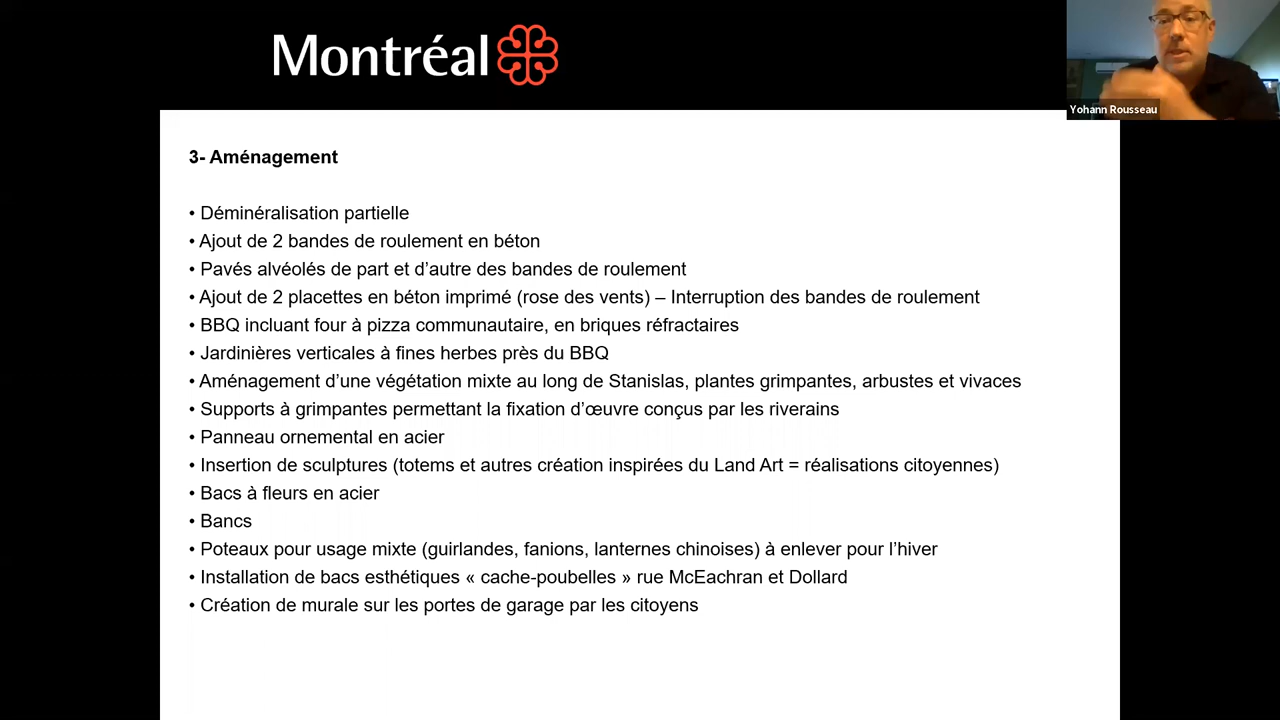 Montréal
Yohann Rousseau
3- Aménagement
• Déminéralisation partielle
• Ajout de 2 bandes de roulement en béton
• Pavés alvéolés de part et d’autre des bandes de roulement
• Ajout de 2 placettes en béton imprimé (rose des vents) – Interruption des bandes de roulement
• BBQ incluant four à pizza communautaire, en briques réfractaires
• Jardinières verticales à fines herbes près du BBQ
• Aménagement d’une végétation mixte au long de Stanislas, plantes grimpantes, arbustes et vivaces
• Supports à grimpantes permettant la fixation d’œuvre conçus par les riverains
• Panneau ornemental en acier
• Insertion de sculptures (totems et autres création inspirées du Land Art = réalisations citoyennes)
• Bacs à fleurs en acier
• Bancs
• Poteaux pour usage mixte (guirlandes, fanions, lanternes chinoises) à enlever pour l’hiver
• Installation de bacs esthétiques « cache-poubelles » rue McEachran et Dollard
• Création de murale sur les portes de garage par les citoyens